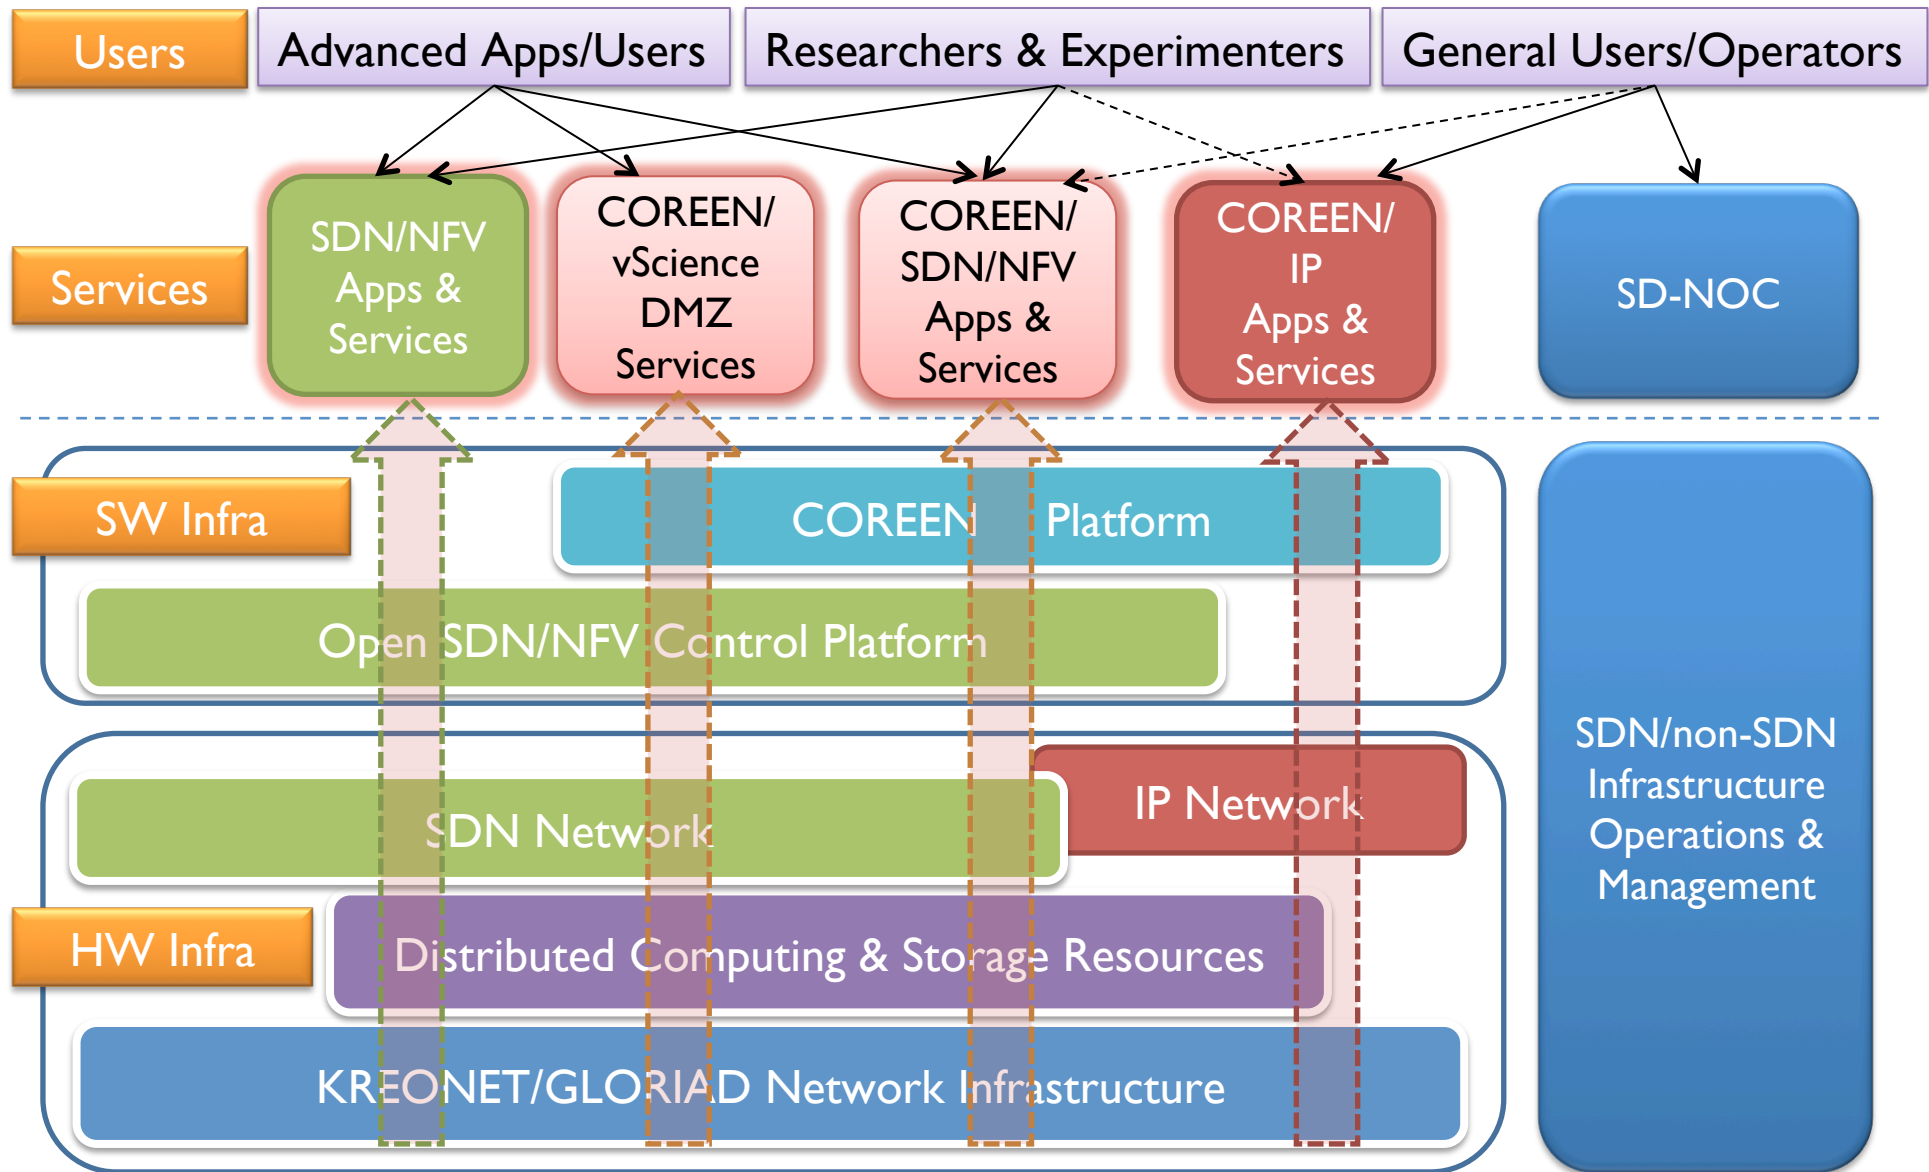 Users
Advanced Apps/Users
Researchers & Experimenters
General Users/Operators
Services
SDN/NFV
Apps &
Services
COREEN/
vScience
DMZ
Services
COREEN/
SDN/NFV
Apps &
Services
COREEN/
IP
Apps &
Services
SD-NOC
SW Infra
COREEN Platform
Open SDN/NFV Control Platform
IP Network
SDN Network
HW Infra
Distributed Computing & Storage Resources
KREONET/GLORIAD Network Infrastructure
SDN/non-SDN
Infrastructure
Operations &
Management